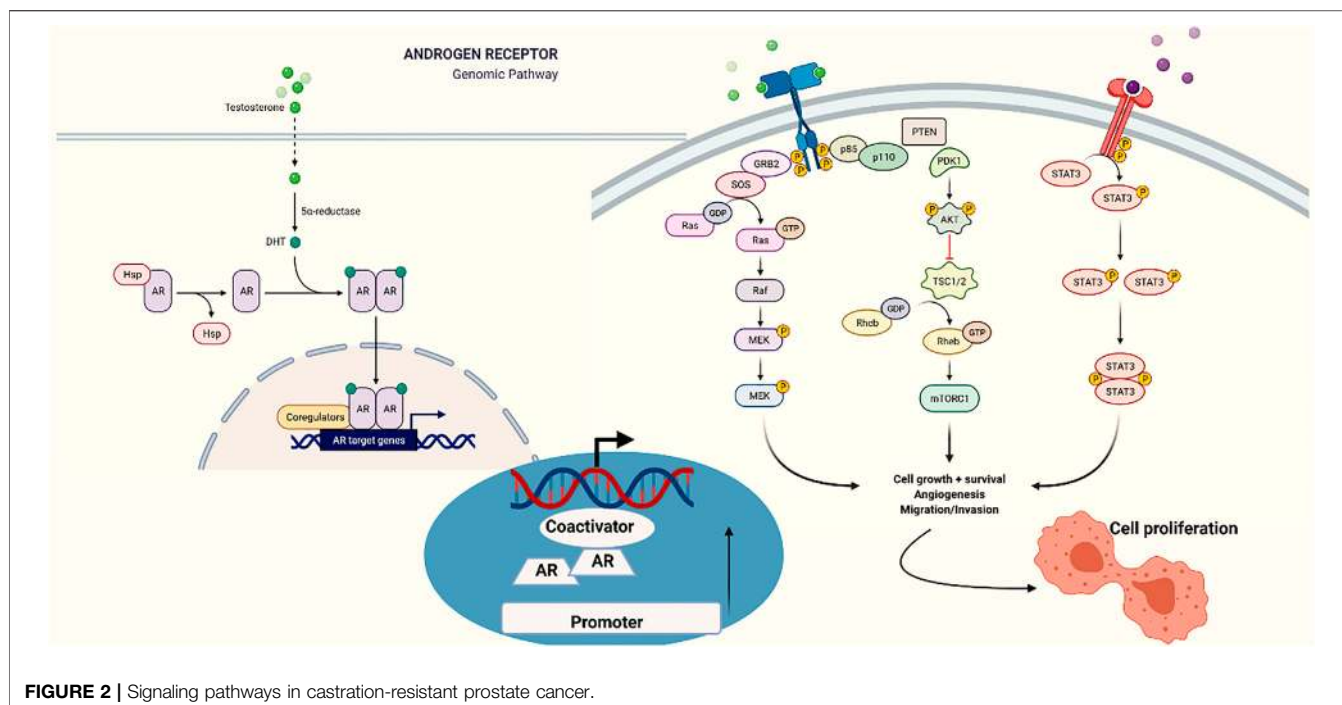 ANDROGEN RECEPTOR
Genomic Pathway
Testosterone
5α-reductase
DHT
Hsp
AR
AR
AR AR
Hsp
AR AR
Coregulators
AR target genes
GRB2
SOS
GDP
Ras
GTP
Ras
Raf
MEK
P
MEK
P
P
P
P
P
p85
p110
PTEN
PDK1
P
P
AKT
TSC1/2
GDP
Rheb
GTP
Rheb
mTORC1
P
P
STAT3
P
STAT3
P
STAT3
P
STAT3
STAT3
P
P
STAT3
Cell growth + survival
Angiogenesis
Migration/Invasion
Cell proliferation
Coactivator
AR
AR
Promoter
FIGURE 2 | Signaling pathways in castration-resistant prostate cancer.